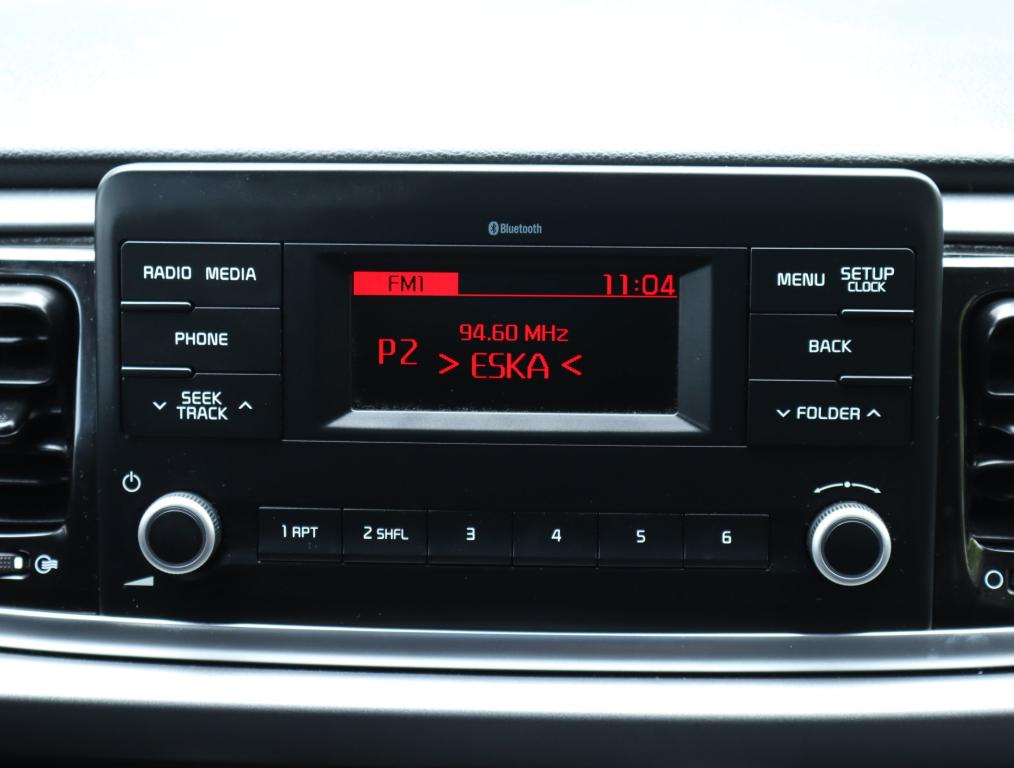 Bluetooth
RADIO MEDIA
PHONE
SEEK
TRACK
FM1 11:04
94.60 MHz
P2 > ESKA <
MENU SETUP
CLOCK
BACK
FOLDER
1 RPT 2 SHFL 3 4 5 6